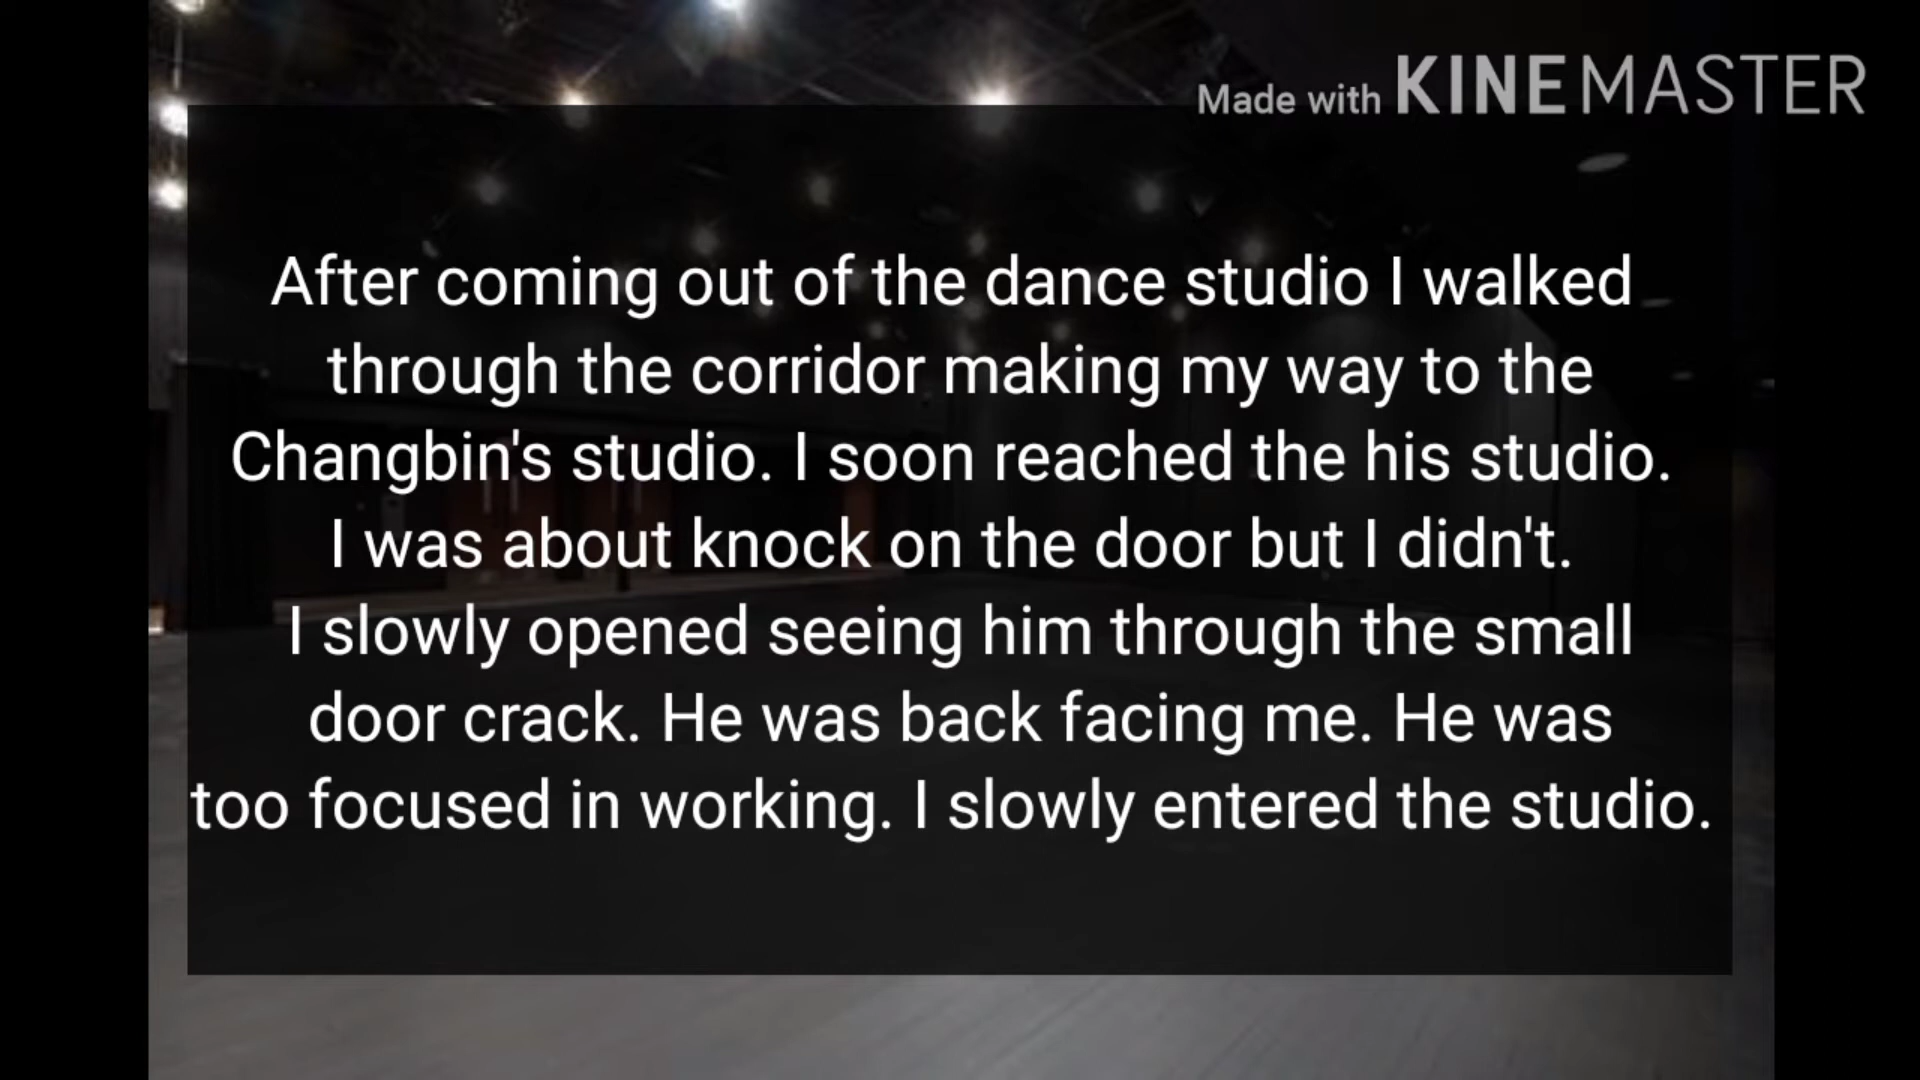 Made with KINEMASTER
After coming out of the dance studio I walked
through the corridor making my way to the
Changbin's studio. I soon reached the his studio.
I was about knock on the door but I didn't.
I slowly opened seeing him through the small
door crack. He was back facing me. He was
too focused in working. I slowly entered the studio.